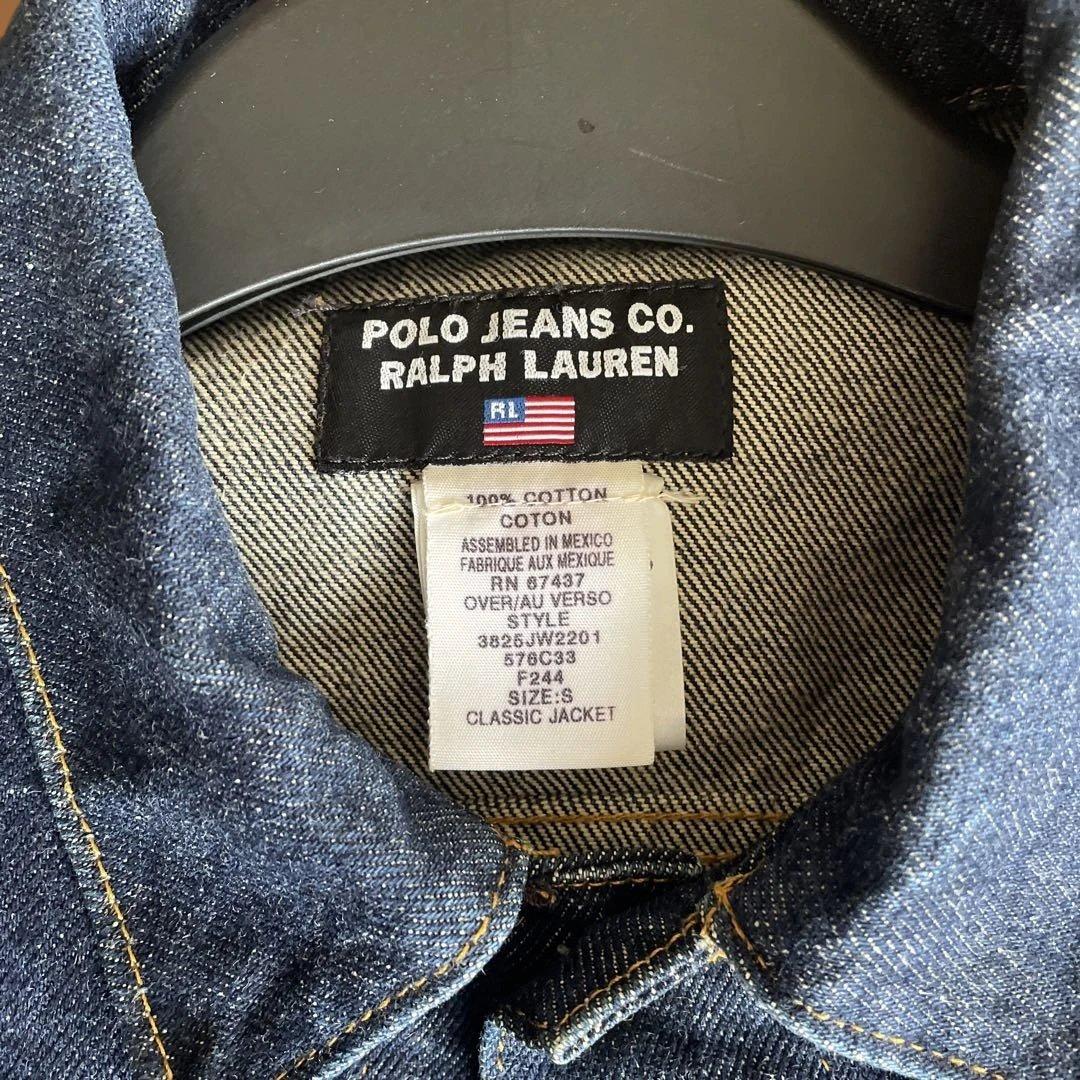 POLO JEANS CO.
RALPH LAUREN
RL
100% COTTON
COTON
ASSEMBLED IN MEXICO
FABRIQUE AUX MEXIQUE
RN 67437
OVER/AU VERSO
STYLE
3825JW2201
576C33
F244
SIZE:S
CLASSIC JACKET